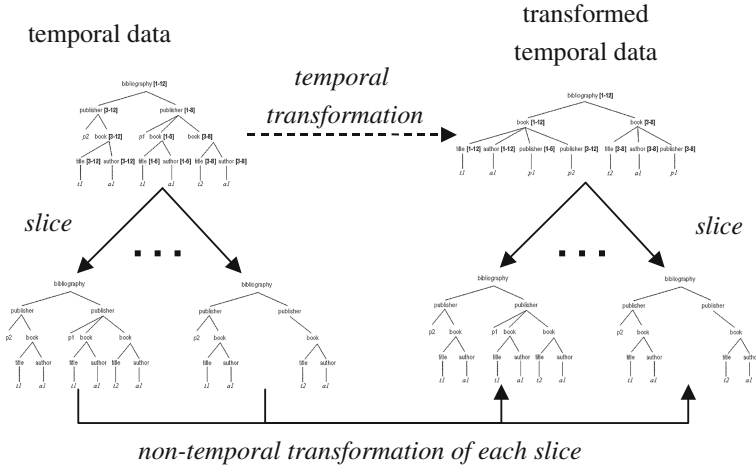 temporal data
transformed
temporal data
temporal
transformation
bibliography [1-12]
publisher [3-12] publisher [1-8]
p2 book [3-12] p1 book [1-5] book [3-8]
title [3-12] author [3-12] title [1-5] author [1-5] title [3-8] author [3-8]
t1 a1 t1 a1 t2 a1
bibliography [1-12]
book [1-12] book [3-8]
title [1-12] author [1-12] publisher [1-5] publisher [3-12] title [3-8] author [3-8] publisher [3-8]
t1 a1 p1 p2 t2 a1 p1
slice
...
...
slice
bibliography
publisher publisher
p2 book p1 book book
title author title author title author
t1 a1 t1 a1 t2 a1
bibliography
publisher publisher
p2 book book
title author title author
t1 a1 t2 a1
bibliography
publisher publisher
p2 book p1 book book
title author title author title author
t1 a1 t1 a1 t2 a1
bibliography
publisher publisher
p2 book book
title author title author
t1 a1 t2 a1
non-temporal transformation of each slice